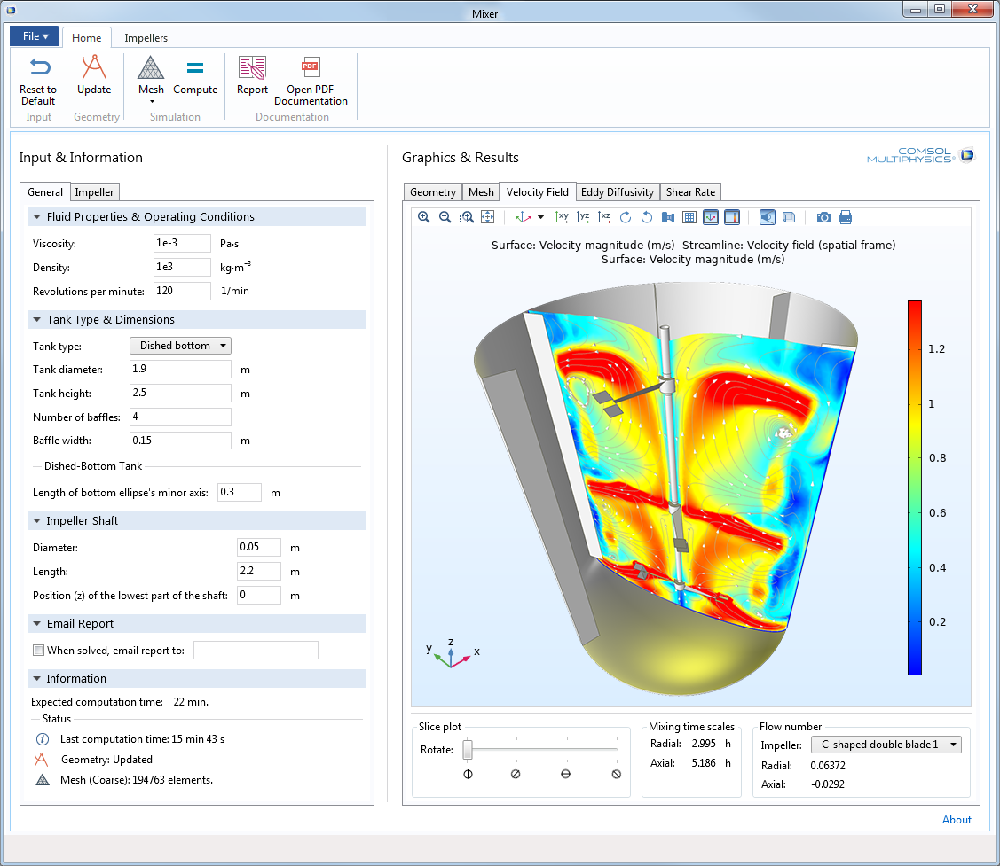 Mixer
File
Home
Impellers
Reset to
Default
Update
Mesh
Compute
Report
Open PDF-
Documentation
PDF
Input
Geometry
Simulation
Documentation
Input & Information
General
Impeller
Fluid Properties & Operating Conditions
Viscosity: 1e-3 Pa·s
Density: 1e3 kg·m⁻³
Revolutions per minute: 120 1/min
Tank Type & Dimensions
Tank type: Dished bottom
Tank diameter: 1.9 m
Tank height: 2.5 m
Number of baffles: 4
Baffle width: 0.15 m
Dished-Bottom Tank
Length of bottom ellipse's minor axis: 0.3 m
Impeller Shaft
Diameter: 0.05 m
Length: 2.2 m
Position (z) of the lowest part of the shaft: 0 m
Email Report
When solved, email report to:
Information
Expected computation time: 22 min.
Status
Last computation time: 15 min 43 s
Geometry: Updated
Mesh (Coarse): 194763 elements.
Graphics & Results
COMSOL
MULTIPHYSICS®
Geometry
Mesh
Velocity Field
Eddy Diffusivity
Shear Rate
xy
yz
xz
Surface: Velocity magnitude (m/s) Streamline: Velocity field (spatial frame)
Surface: Velocity magnitude (m/s)
1.2
1
0.8
0.6
0.4
0.2
y
z
x
Slice plot
Rotate:
Mixing time scales
Radial: 2.995 h
Axial: 5.186 h
Flow number
Impeller: C-shaped double blade 1
Radial: 0.06372
Axial: -0.0292
About